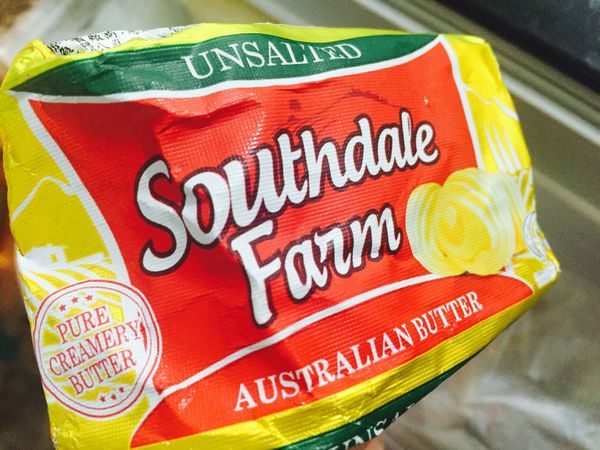 UNSALTED
Southdale
Farm
PURE
CREAMERY
BUTTER
AUSTRALIAN BUTTER